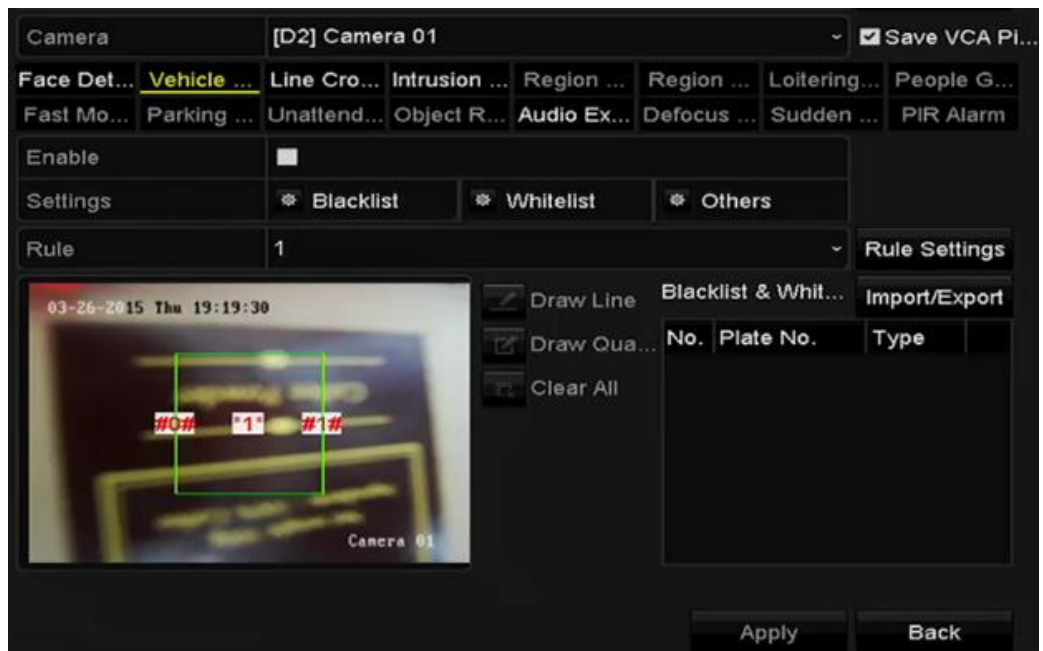 Camera [D2] Camera 01 Save VCA Pi...
Face Det... Vehicle ... Line Cro... Intrusion ... Region ... Region ... Loitering... People G...
Fast Mo... Parking ... Unattend... Object R... Audio Ex... Defocus ... Sudden ... PIR Alarm
Enable
Settings Blacklist Whitelist Others
Rule 1 Rule Settings
03-26-2015 Thu 19:19:30
#0# *1* #1#
Camera 01
Draw Line
Draw Qua...
Clear All
Blacklist & Whit... Import/Export
No. Plate No. Type
Apply Back